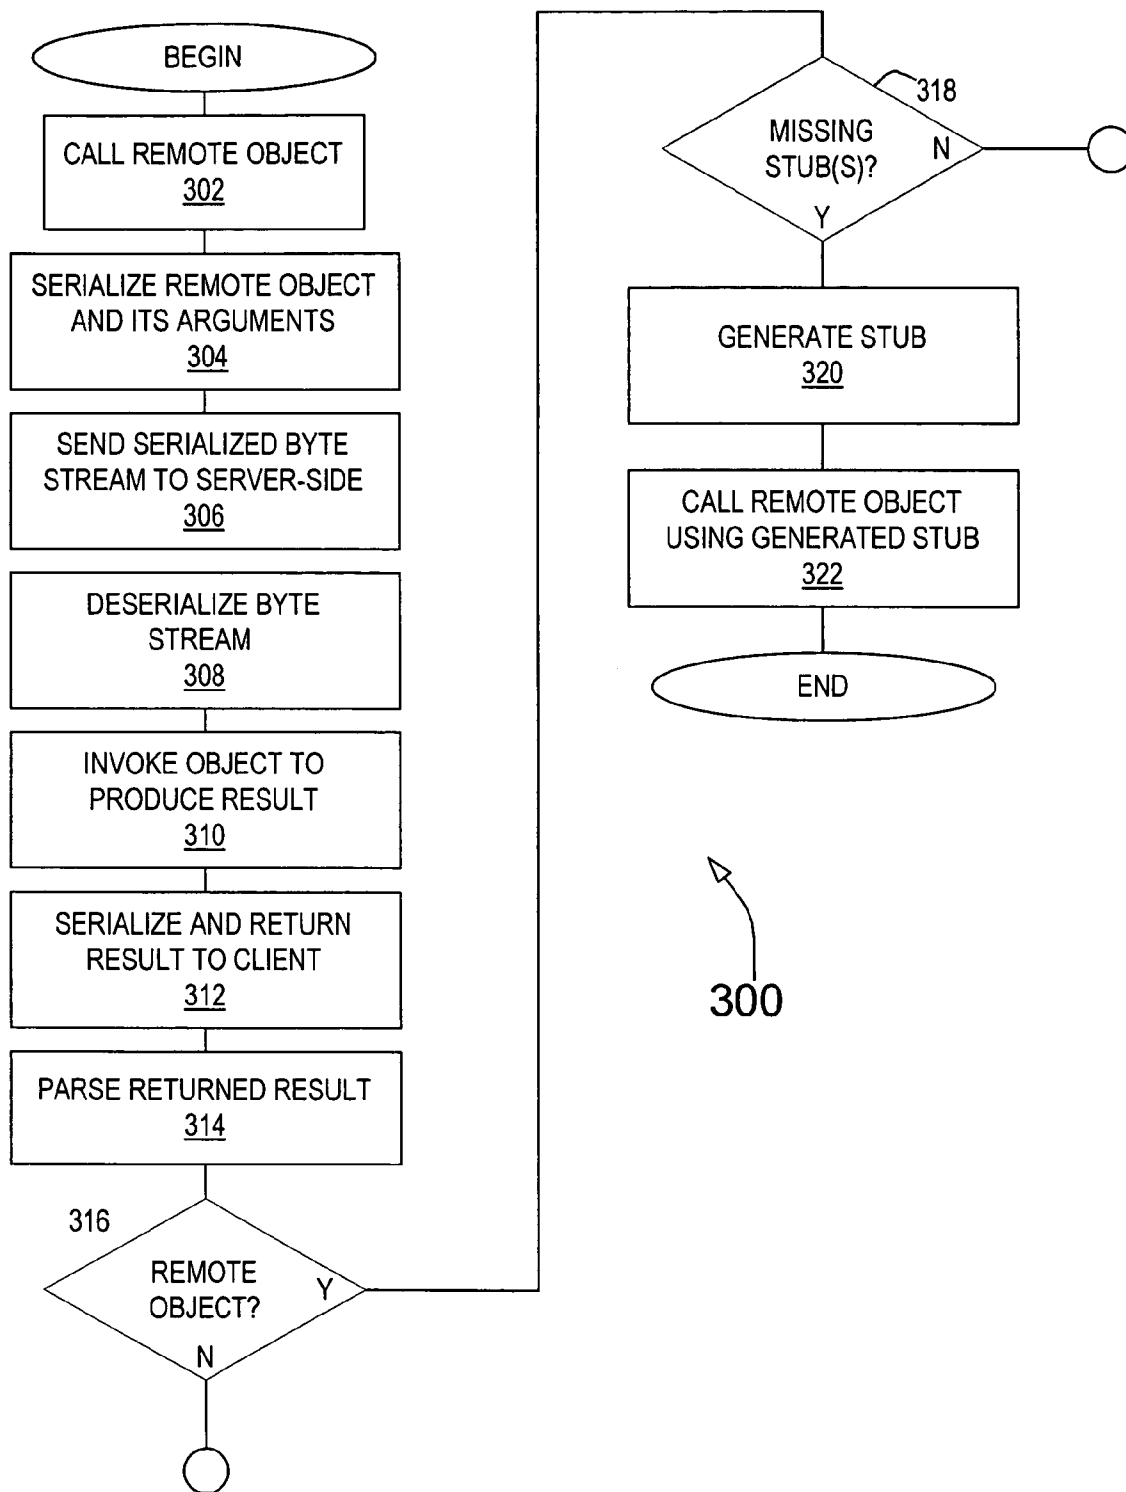 BEGIN
CALL REMOTE OBJECT
302
SERIALIZE REMOTE OBJECT
AND ITS ARGUMENTS
304
SEND SERIALIZED BYTE
STREAM TO SERVER-SIDE
306
DESERIALIZE BYTE
STREAM
308
INVOKE OBJECT TO
PRODUCE RESULT
310
SERIALIZE AND RETURN
RESULT TO CLIENT
312
PARSE RETURNED RESULT
314
316
REMOTE
OBJECT?
Y
N
318
MISSING
STUB(S)?
N
Y
GENERATE STUB
320
CALL REMOTE OBJECT
USING GENERATED STUB
322
END
300